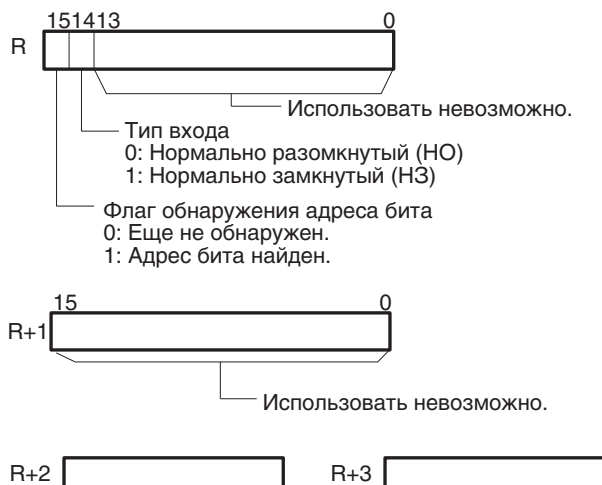 15 14 13 0
R
Использовать невозможно.
Тип входа
0: Нормально разомкнутый (НО)
1: Нормально замкнутый (НЗ)
Флаг обнаружения адреса бита
0: Еще не обнаружен.
1: Адрес бита найден.
15 0
R+1
Использовать невозможно.
R+2 R+3